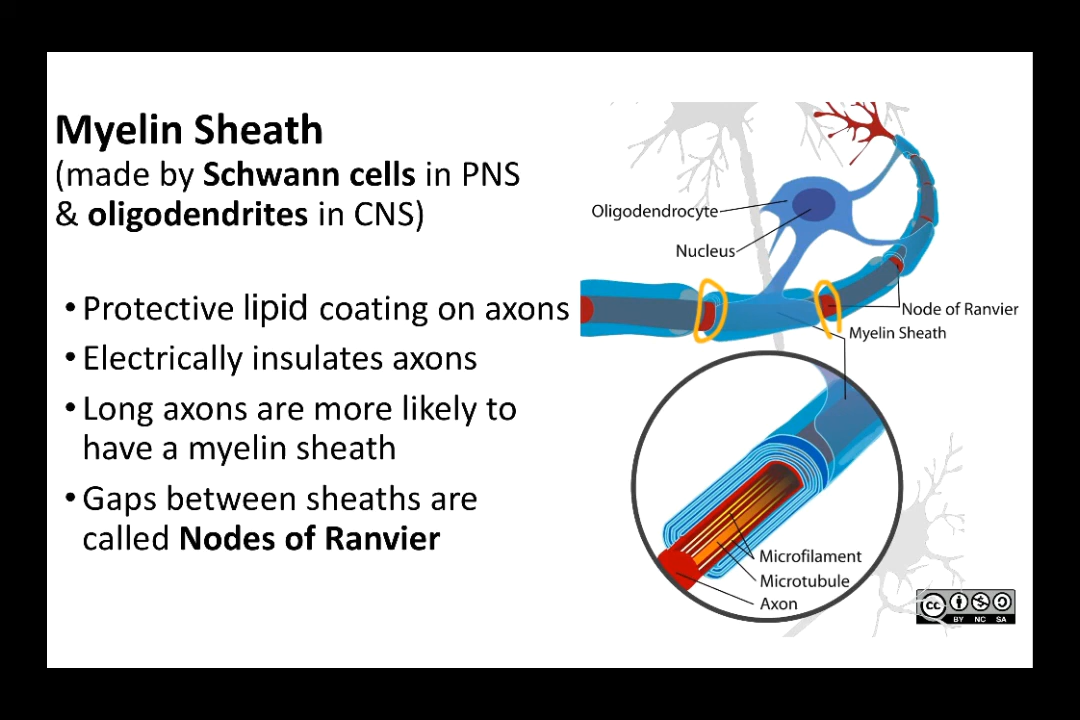 Myelin Sheath
(made by Schwann cells in PNS
& oligodendrites in CNS)
• Protective lipid coating on axons
• Electrically insulates axons
• Long axons are more likely to
have a myelin sheath
• Gaps between sheaths are
called Nodes of Ranvier
Oligodendrocyte
Nucleus
Node of Ranvier
Myelin Sheath
Microfilament
Microtubule
Axon
cc
BY NC SA